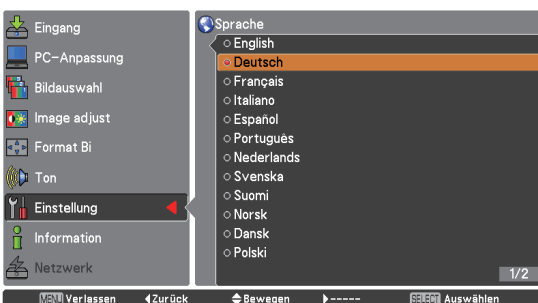 Eingang
PC-Anpassung
Bildauswahl
Image adjust
Format Bi
Ton
Einstellung
Information
Netzwerk
Sprache
English
Deutsch
Français
Italiano
Español
Português
Nederlands
Svenska
Suomi
Norsk
Dansk
Polski
1/2
MENU Verlassen Zurück Bewegen ----- SELECT Auswählen